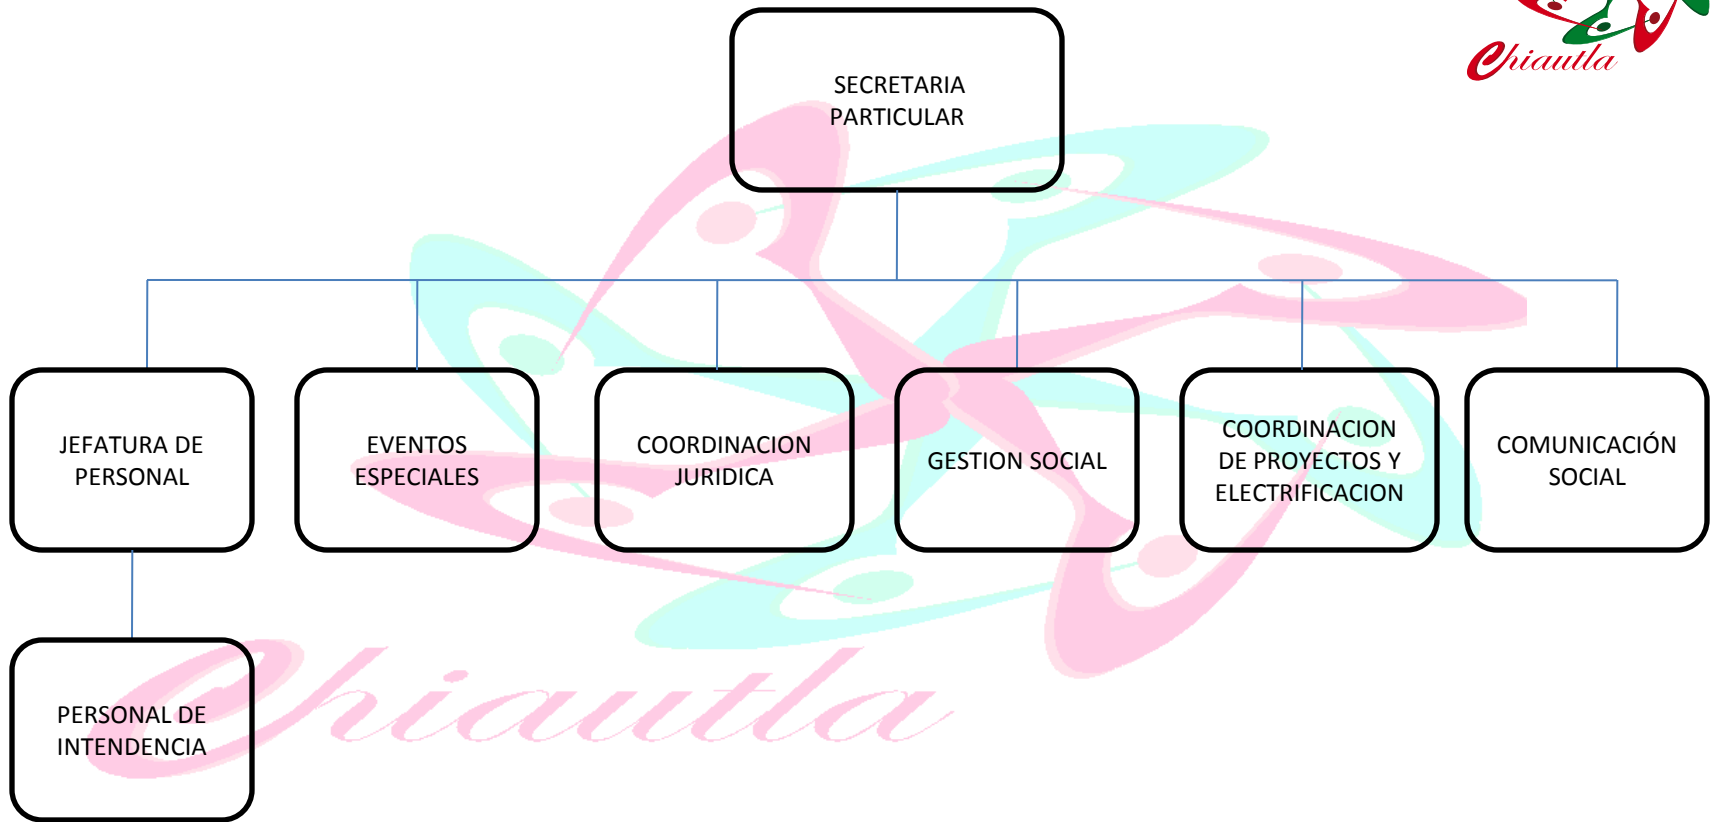 Chiautla
SECRETARIA
PARTICULAR
JEFATURA DE
PERSONAL
EVENTOS
ESPECIALES
COORDINACION
JURIDICA
GESTION SOCIAL
COORDINACION
DE PROYECTOS Y
ELECTRIFICACION
COMUNICACIÓN
SOCIAL
PERSONAL DE
INTENDENCIA
Chiautla